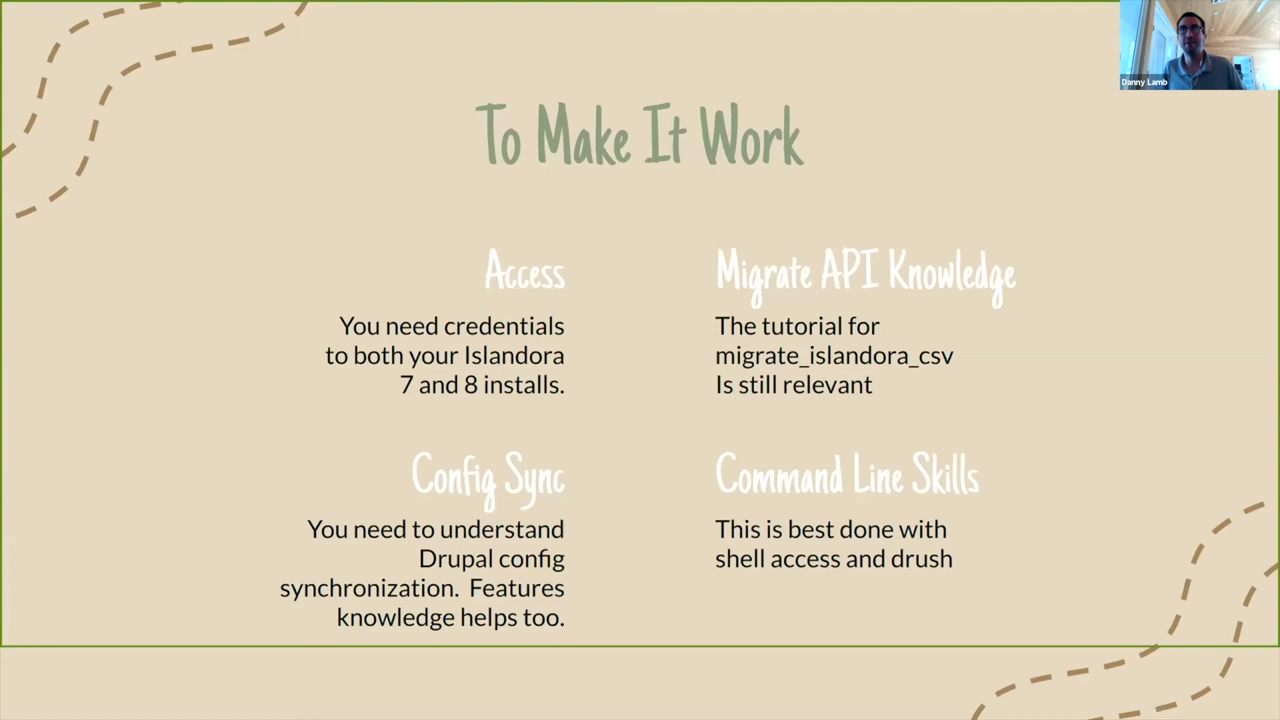 Danny Lamb
To Make It Work
Access
You need credentials
to both your Islandora
7 and 8 installs.
Migrate API Knowledge
The tutorial for
migrate_islandora_csv
Is still relevant
Config Sync
You need to understand
Drupal config
synchronization. Features
knowledge helps too.
Command Line Skills
This is best done with
shell access and drush